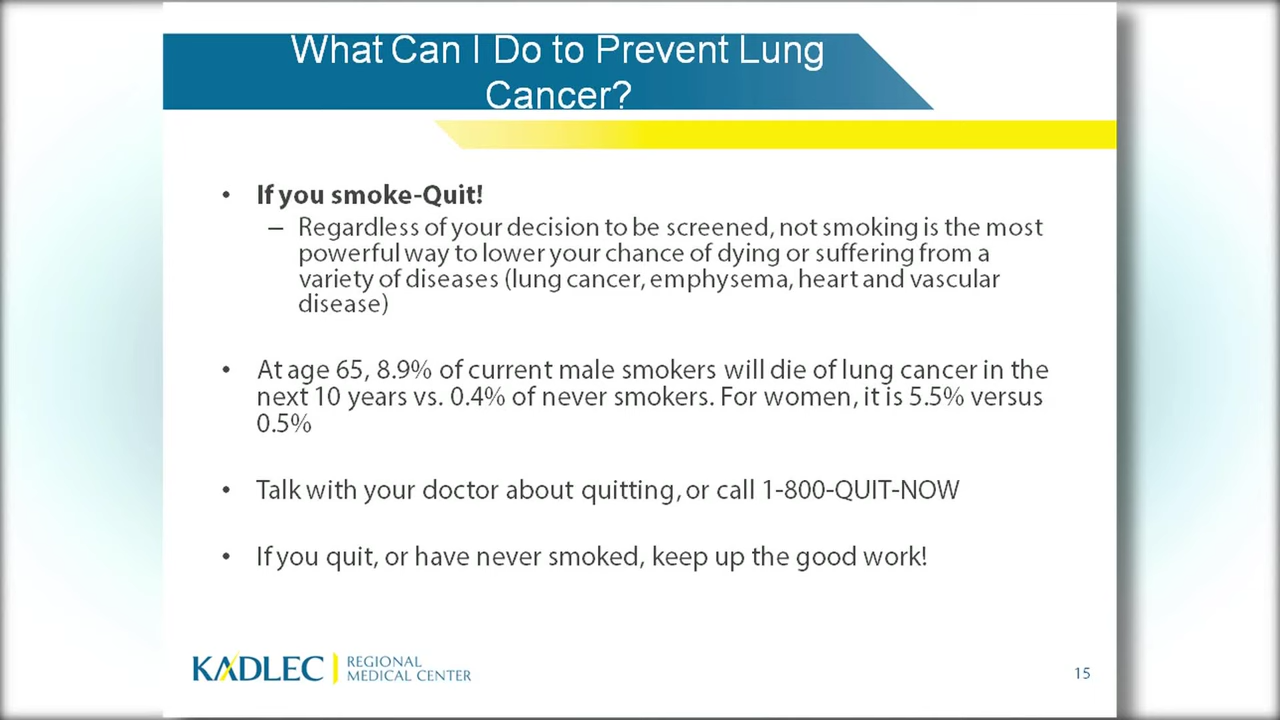 What Can I Do to Prevent Lung
Cancer?
• If you smoke-Quit!
– Regardless of your decision to be screened, not smoking is the most
powerful way to lower your chance of dying or suffering from a
variety of diseases (lung cancer, emphysema, heart and vascular
disease)
• At age 65, 8.9% of current male smokers will die of lung cancer in the
next 10 years vs. 0.4% of never smokers. For women, it is 5.5% versus
0.5%
• Talk with your doctor about quitting, or call 1-800-QUIT-NOW
• If you quit, or have never smoked, keep up the good work!
KADLEC
REGIONAL
MEDICAL CENTER
15